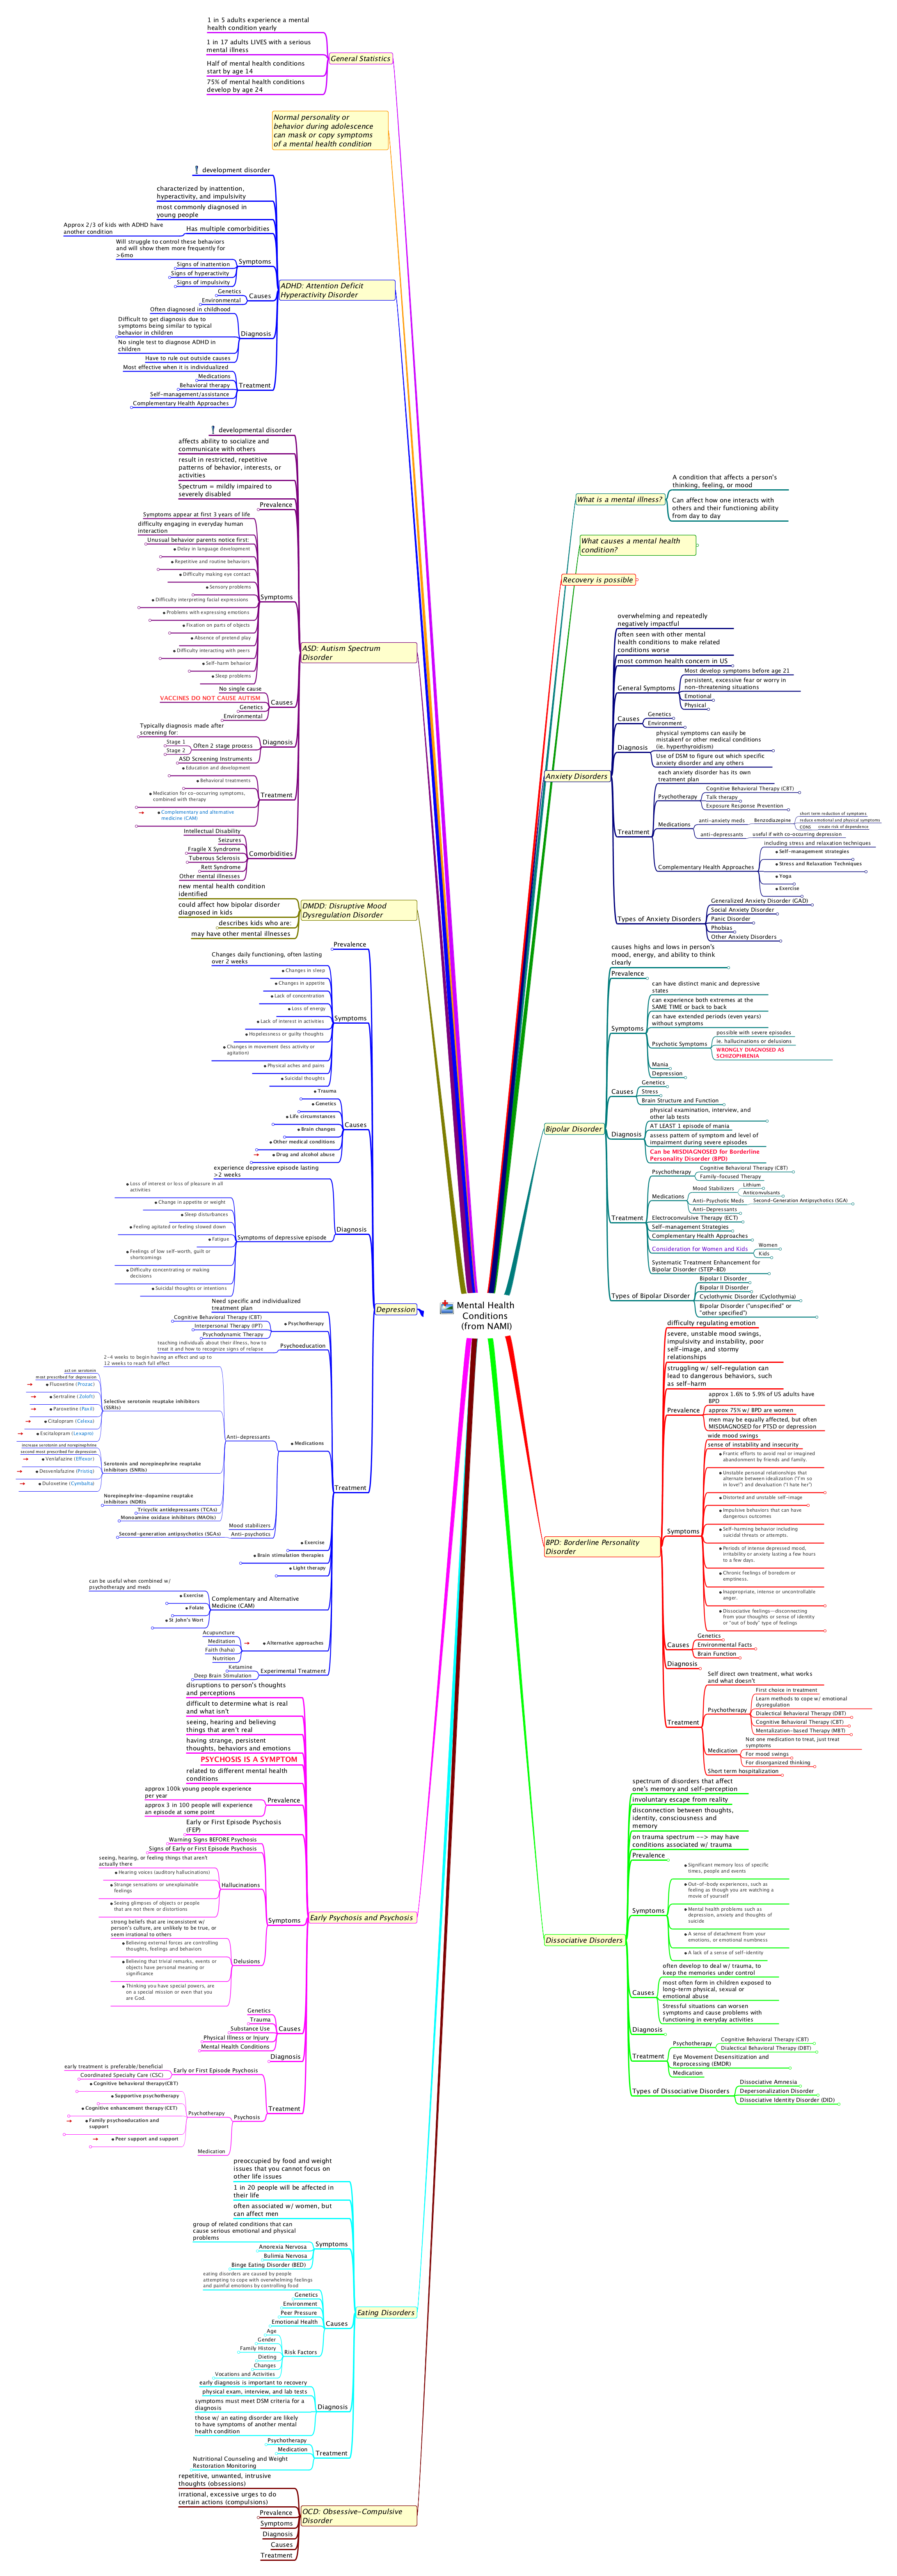 1 in 5 adults experience a mental
health condition yearly
1 in 17 adults LIVES with a serious
mental illness
Half of mental health conditions
start by age 14
75% of mental health conditions
develop by age 24
General Statistics
Normal personality or
behavior during adolescence
can mask or copy symptoms
of a mental health condition
development disorder
characterized by inattention,
hyperactivity, and impulsivity
most commonly diagnosed in
young people
Approx 2/3 of kids with ADHD have
another condition
Has multiple comorbidities
Will struggle to control these behaviors
and will show them more frequently for
>6mo
Signs of inattention
Signs of hyperactivity
Signs of impulsivity
Symptoms
Genetics
Environmental
Causes
ADHD: Attention Deficit
Hyperactivity Disorder
Often diagnosed in childhood
Difficult to get diagnosis due to
symptoms being similar to typical
behavior in children
No single test to diagnose ADHD in
children
Have to rule out outside causes
Diagnosis
Most effective when it is individualized
Medications
Behavioral therapy
Self-management/assistance
Complementary Health Approaches
Treatment
developmental disorder
affects ability to socialize and
communicate with others
result in restricted, repetitive
patterns of behavior, interests, or
activities
Spectrum = mildly impaired to
severely disabled
Prevalence
Symptoms appear at first 3 years of life
difficulty engaging in everyday human
interaction
Unusual behavior parents notice first:
Delay in language development
Repetitive and routine behaviors
Difficulty making eye contact
Sensory problems
Difficulty interpreting facial expressions
Problems with expressing emotions
Fixation on parts of objects
Absence of pretend play
Difficulty interacting with peers
Self-harm behavior
Sleep problems
Symptoms
ASD: Autism Spectrum
Disorder
No single cause
VACCINES DO NOT CAUSE AUTISM
Genetics
Environmental
Causes
Typically diagnosis made after
screening for:
Stage 1
Stage 2
Often 2 stage process
ASD Screening Instruments
Diagnosis
Education and development
Behavioral treatments
Medication for co-occurring symptoms,
combined with therapy
Complementary and alternative
medicine (CAM)
Treatment
Intellectual Disability
Seizures
Fragile X Syndrome
Tuberous Sclerosis
Rett Syndrome
Other mental illnesses
Comorbidities
new mental health condition
identified
could affect how bipolar disorder
diagnosed in kids
describes kids who are:
may have other mental illnesses
DMDD: Disruptive Mood
Dysregulation Disorder
Prevalence
Changes daily functioning, often lasting
over 2 weeks
Changes in sleep
Changes in appetite
Lack of concentration
Loss of energy
Lack of interest in activities
Hopelessness or guilty thoughts
Changes in movement (less activity or
agitation)
Physical aches and pains
Suicidal thoughts
Symptoms
Trauma
Genetics
Life circumstances
Brain changes
Other medical conditions
Drug and alcohol abuse
Causes
experience depressive episode lasting
>2 weeks
Loss of interest or loss of pleasure in all
activities
Change in appetite or weight
Sleep disturbances
Feeling agitated or feeling slowed down
Fatigue
Feelings of low self-worth, guilt or
shortcomings
Difficulty concentrating or making
decisions
Suicidal thoughts or intentions
Symptoms of depressive episode
Diagnosis
Depression
Need specific and individualized
treatment plan
Cognitive Behavioral Therapy (CBT)
Interpersonal Therapy (IPT)
Psychodynamic Therapy
Psychotherapy
teaching individuals about their illness, how to
treat it and how to recognize signs of relapse
Psychoeducation
2-4 weeks to begin having an effect and up to
12 weeks to reach full effect
act on serotonin
most prescribed for depression
Fluoxetine (Prozac)
Sertraline (Zoloft)
Paroxetine (Paxil)
Citalopram (Celexa)
Escitalopram (Lexapro)
Selective serotonin reuptake inhibitors
(SSRIs)
increase serotonin and norepinephrine
second most prescribed for depression
Venlafaxine (Effexor)
Desvenlafaxine (Pristiq)
Duloxetine (Cymbalta)
Serotonin and norepinephrine reuptake
inhibitors (SNRIs)
Norepinephrine-dopamine reuptake
inhibitors (NDRIs
Tricyclic antidepressants (TCAs)
Monoamine oxidase inhibitors (MAOIs)
Anti-depressants
Mood stabilizers
Second-generation antipsychotics (SGAs)
Anti-psychotics
Medications
Exercise
Brain stimulation therapies
Light therapy
can be useful when combined w/
psychotherapy and meds
Exercise
Folate
St John's Wort
Complementary and Alternative
Medicine (CAM)
Acupuncture
Meditation
Faith (haha)
Nutrition
Alternative approaches
Ketamine
Deep Brain Stimulation
Experimental Treatment
Treatment
disruptions to person's thoughts
and perceptions
difficult to determine what is real
and what isn't
seeing, hearing and believing
things that aren't real
having strange, persistent
thoughts, behaviors and emotions
PSYCHOSIS IS A SYMPTOM
related to different mental health
conditions
approx 100k young people experience
per year
approx 3 in 100 people will experience
an episode at some point
Prevalence
Early or First Episode Psychosis
(FEP)
Warning Signs BEFORE Psychosis
Signs of Early or First Episode Psychosis
seeing, hearing, or feeling things that aren't
actually there
Hearing voices (auditory hallucinations)
Strange sensations or unexplainable
feelings
Seeing glimpses of objects or people
that are not there or distortions
Hallucinations
strong beliefs that are inconsistent w/
person's culture, are unlikely to be true, or
seem irrational to others
Believing external forces are controlling
thoughts, feelings and behaviors
Believing that trivial remarks, events or
objects have personal meaning or
significance
Thinking you have special powers, are
on a special mission or even that you
are God.
Delusions
Symptoms
Early Psychosis and Psychosis
Genetics
Trauma
Substance Use
Physical Illness or Injury
Mental Health Conditions
Causes
Diagnosis
early treatment is preferable/beneficial
Coordinated Specialty Care (CSC)
Early or First Episode Psychosis
Cognitive behavioral therapy(CBT)
Supportive psychotherapy
Cognitive enhancement therapy (CET)
Family psychoeducation and
support
Peer support and support
Psychotherapy
Medication
Psychosis
Treatment
preoccupied by food and weight
issues that you cannot focus on
other life issues
1 in 20 people will be affected in
their life
often associated w/ women, but
can affect men
group of related conditions that can
cause serious emotional and physical
problems
Anorexia Nervosa
Bulimia Nervosa
Binge Eating Disorder (BED)
Symptoms
eating disorders are caused by people
attempting to cope with overwhelming feelings
and painful emotions by controlling food
Genetics
Environment
Peer Pressure
Emotional Health
Age
Gender
Family History
Dieting
Changes
Vocations and Activities
Risk Factors
Causes
Eating Disorders
early diagnosis is important to recovery
physical exam, interview, and lab tests
symptoms must meet DSM criteria for a
diagnosis
those w/ an eating disorder are likely
to have symptoms of another mental
health condition
Diagnosis
Psychotherapy
Medication
Nutritional Counseling and Weight
Restoration Monitoring
Treatment
repetitive, unwanted, intrusive
thoughts (obsessions)
irrational, excessive urges to do
certain actions (compulsions)
Prevalence
Symptoms
Diagnosis
Causes
Treatment
OCD: Obsessive-Compulsive
Disorder
Mental Health
Conditions
(from NAMI)
What is a mental illness?
A condition that affects a person's
thinking, feeling, or mood
Can affect how one interacts with
others and their functioning ability
from day to day
What causes a mental health
condition?
Recovery is possible
Anxiety Disorders
overwhelming and repeatedly
negatively impactful
often seen with other mental
health conditions to make related
conditions worse
most common health concern in US
General Symptoms
Most develop symptoms before age 21
persistent, excessive fear or worry in
non-threatening situations
Emotional
Physical
Causes
Genetics
Environment
Diagnosis
physical symptoms can easily be
mistakenf or other medical conditions
(ie. hyperthyroidism)
Use of DSM to figure out which specific
anxiety disorder and any others
Treatment
each anxiety disorder has its own
treatment plan
Psychotherapy
Cognitive Behavioral Therapy (CBT)
Talk therapy
Exposure Response Prevention
Medications
anti-anxiety meds
Benzodiazepine
short term reduction of symptoms
reduce emotional and physical symptoms
CONS
create risk of dependence
anti-depressants
useful if with co-occurring depression
Complementary Health Approaches
including stress and relaxation techniques
Self-management strategies
Stress and Relaxation Techniques
Yoga
Exercise
Types of Anxiety Disorders
Generalized Anxiety Disorder (GAD)
Social Anxiety Disorder
Panic Disorder
Phobias
Other Anxiety Disorders
Bipolar Disorder
causes highs and lows in person's
mood, energy, and ability to think
clearly
Prevalence
Symptoms
can have distinct manic and depressive
states
can experience both extremes at the
SAME TIME or back to back
can have extended periods (even years)
without symptoms
Psychotic Symptoms
possible with severe episodes
ie. hallucinations or delusions
WRONGLY DIAGNOSED AS
SCHIZOPHRENIA
Mania
Depression
Causes
Genetics
Stress
Brain Structure and Function
Diagnosis
physical examination, interview, and
other lab tests
AT LEAST 1 episode of mania
assess pattern of symptom and level of
impairment during severe episodes
Can be MISDIAGNOSED for Borderline
Personality Disorder (BPD)
Treatment
Psychotherapy
Cognitive Behavioral Therapy (CBT)
Family-focused Therapy
Medications
Mood Stabilizers
Lithium
Anticonvulsants
Anti-Psychotic Meds
Second-Generation Antipsychotics (SGA)
Anti-Depressants
Electroconvulsive Therapy (ECT)
Self-management Strategies
Complementary Health Approaches
Consideration for Women and Kids
Women
Kids
Systematic Treatment Enhancement for
Bipolar Disorder (STEP-BD)
Types of Bipolar Disorder
Bipolar I Disorder
Bipolar II Disorder
Cyclothymic Disorder (Cyclothymia)
Bipolar Disorder ("unspecified" or
"other specified")
BPD: Borderline Personality
Disorder
difficulty regulating emotion
severe, unstable mood swings,
impulsivity and instability, poor
self-image, and stormy
relationships
struggling w/ self-regulation can
lead to dangerous behaviors, such
as self-harm
Prevalence
approx 1.6% to 5.9% of US adults have
BPD
approx 75% w/ BPD are women
men may be equally affected, but often
MISDIAGNOSED for PTSD or depression
Symptoms
wide mood swings
sense of instability and insecurity
Frantic efforts to avoid real or imagined
abandonment by friends and family.
Unstable personal relationships that
alternate between idealization ("I'm so
in love!") and devaluation ("I hate her")
Distorted and unstable self-image
Impulsive behaviors that can have
dangerous outcomes
Self-harming behavior including
suicidal threats or attempts.
Periods of intense depressed mood,
irritability or anxiety lasting a few hours
to a few days.
Chronic feelings of boredom or
emptiness.
Inappropriate, intense or uncontrollable
anger.
Dissociative feelings—disconnecting
from your thoughts or sense of identity
or "out of body" type of feelings
Causes
Genetics
Environmental Facts
Brain Function
Diagnosis
Treatment
Self direct own treatment, what works
and what doesn't
Psychotherapy
First choice in treatment
Learn methods to cope w/ emotional
dysregulation
Dialectical Behavioral Therapy (DBT)
Cognitive Behavioral Therapy (CBT)
Mentalization-based Therapy (MBT)
Medication
Not one medication to treat, just treat
symptoms
For mood swings
For disorganized thinking
Short term hospitalization
Dissociative Disorders
spectrum of disorders that affect
one's memory and self-perception
involuntary escape from reality
disconnection between thoughts,
identity, consciousness and
memory
on trauma spectrum --> may have
conditions associated w/ trauma
Prevalence
Symptoms
Significant memory loss of specific
times, people and events
Out-of-body experiences, such as
feeling as though you are watching a
movie of yourself
Mental health problems such as
depression, anxiety and thoughts of
suicide
A sense of detachment from your
emotions, or emotional numbness
A lack of a sense of self-identity
Causes
often develop to deal w/ trauma, to
keep the memories under control
most often form in children exposed to
long-term physical, sexual or
emotional abuse
Stressful situations can worsen
symptoms and cause problems with
functioning in everyday activities
Diagnosis
Treatment
Psychotherapy
Cognitive Behavioral Therapy (CBT)
Dialectical Behavioral Therapy (DBT)
Eye Movement Desensitization and
Reprocessing (EMDR)
Medication
Types of Dissociative Disorders
Dissociative Amnesia
Depersonalization Disorder
Dissociative Identity Disorder (DID)